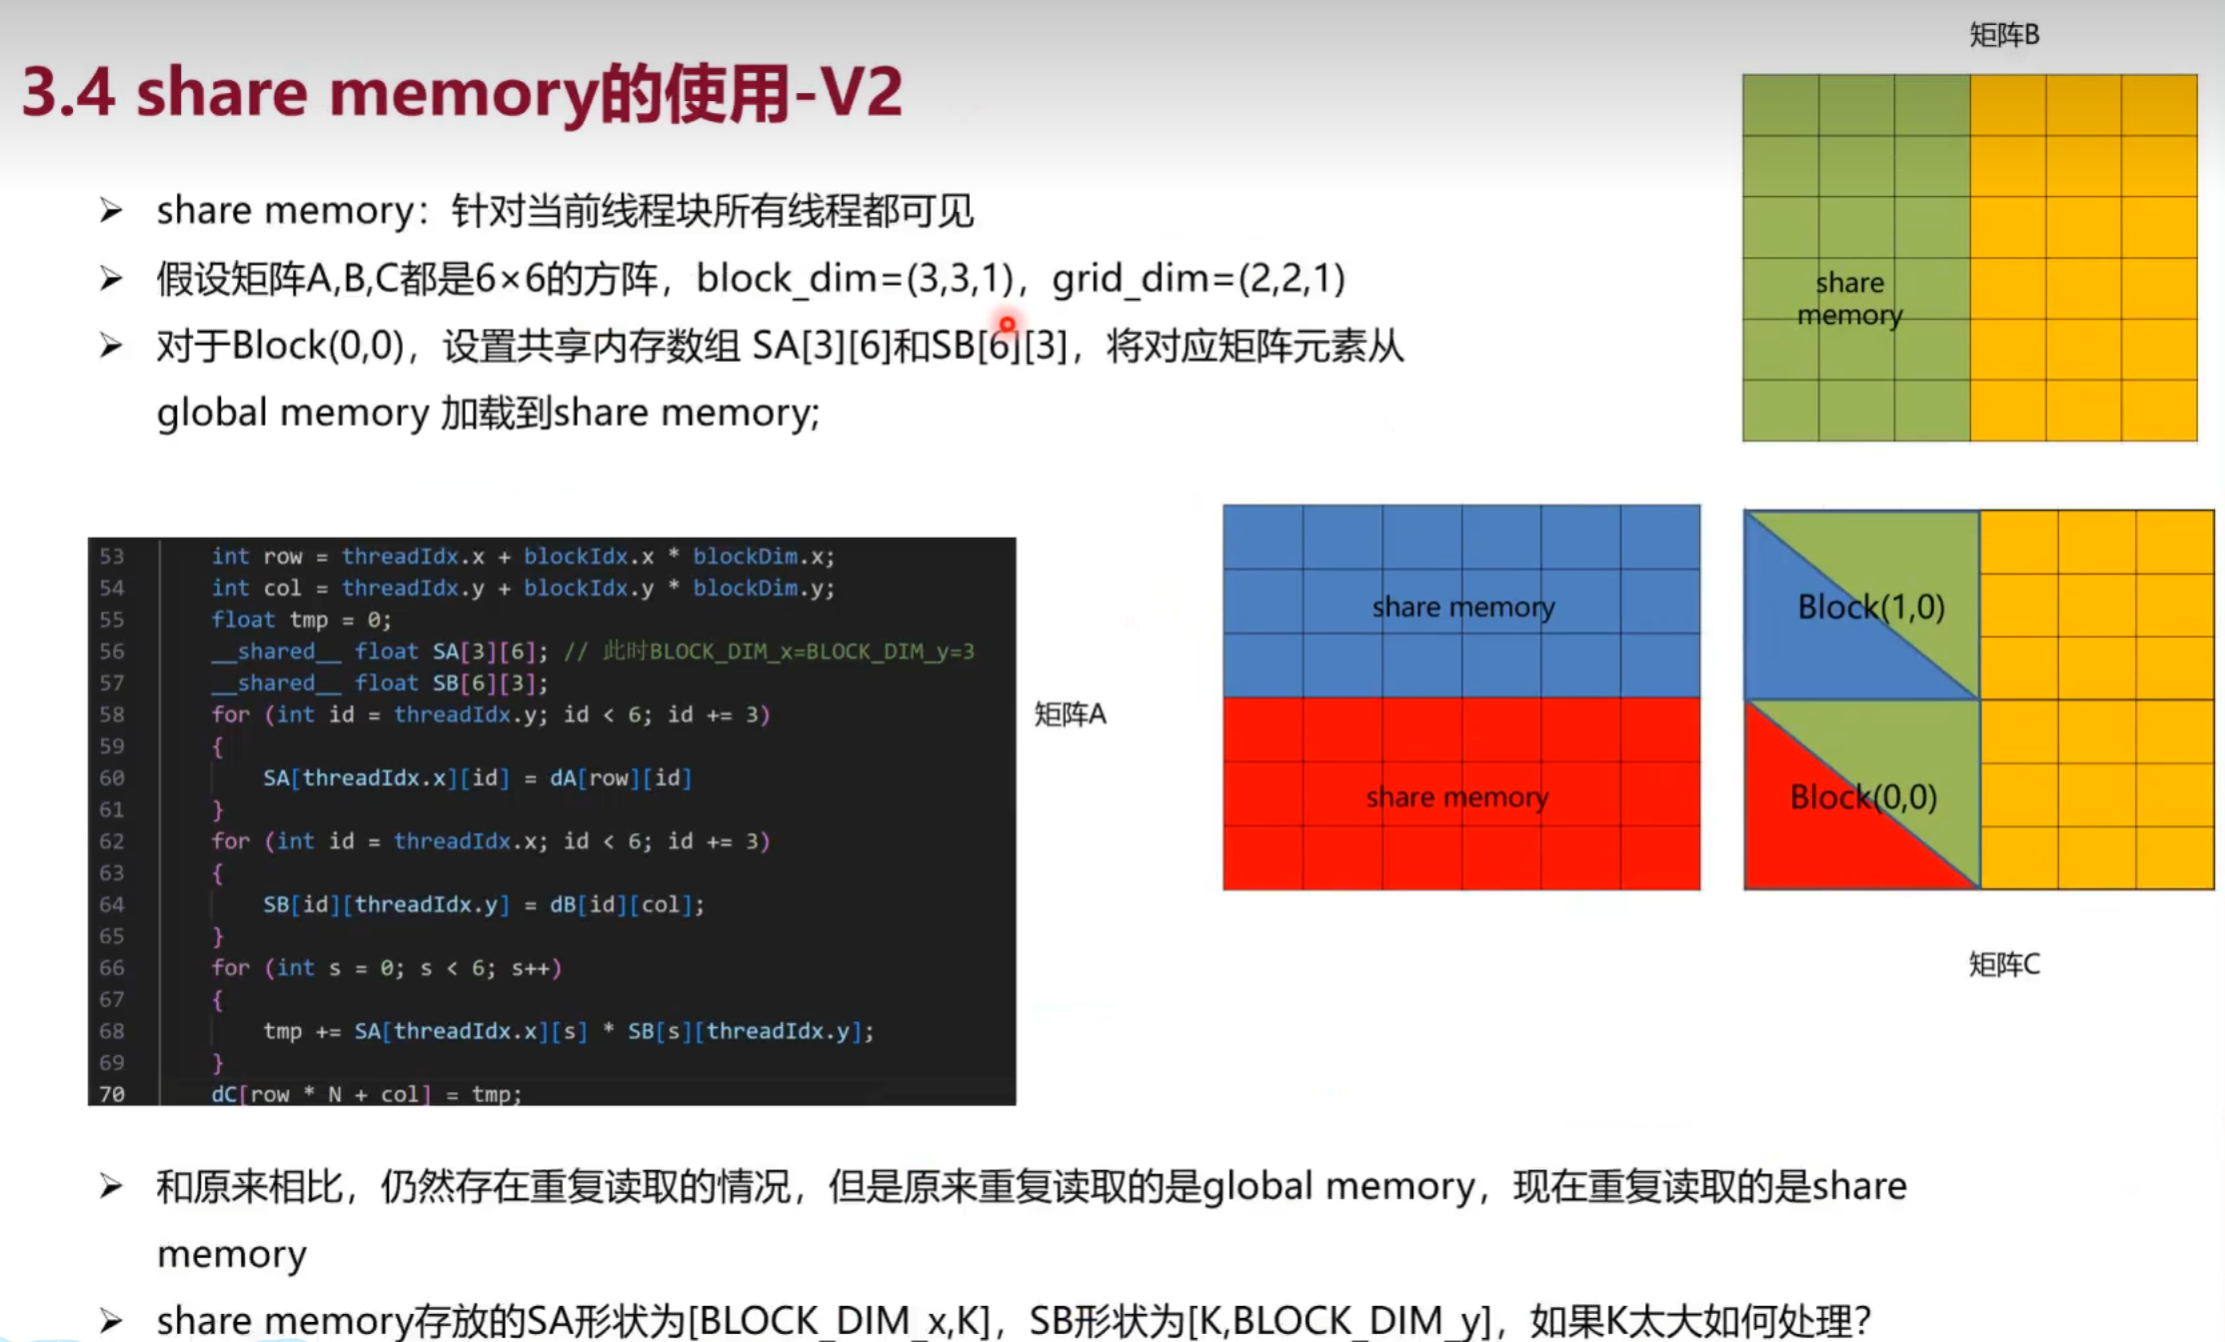 3.4 share memory的使用-V2
➢ share memory：针对当前线程块所有线程都可见
➢ 假设矩阵A,B,C都是6×6的方阵，block_dim=(3,3,1)，grid_dim=(2,2,1)
➢ 对于Block(0,0)，设置共享内存数组 SA[3][6]和SB[6][3]，将对应矩阵元素从
global memory 加载到share memory;
矩阵B
share
memory
53 int row = threadIdx.x + blockIdx.x * blockDim.x;
54 int col = threadIdx.y + blockIdx.y * blockDim.y;
55 float tmp = 0;
56 __shared__ float SA[3][6]; // 此时BLOCK_DIM_x=BLOCK_DIM_y=3
57 __shared__ float SB[6][3];
58 for (int id = threadIdx.y; id < 6; id += 3)
59 {
60 SA[threadIdx.x][id] = dA[row][id]
61 }
62 for (int id = threadIdx.x; id < 6; id += 3)
63 {
64 SB[id][threadIdx.y] = dB[id][col];
65 }
66 for (int s = 0; s < 6; s++)
67 {
68 tmp += SA[threadIdx.x][s] * SB[s][threadIdx.y];
69 }
70 dC[row * N + col] = tmp;
矩阵A
share memory
share memory
Block(1,0)
Block(0,0)
矩阵C
➢ 和原来相比，仍然存在重复读取的情况，但是原来重复读取的是global memory，现在重复读取的是share
memory
➢ share memory存放的SA形状为[BLOCK_DIM_x,K]，SB形状为[K,BLOCK_DIM_y]，如果K太大如何处理？